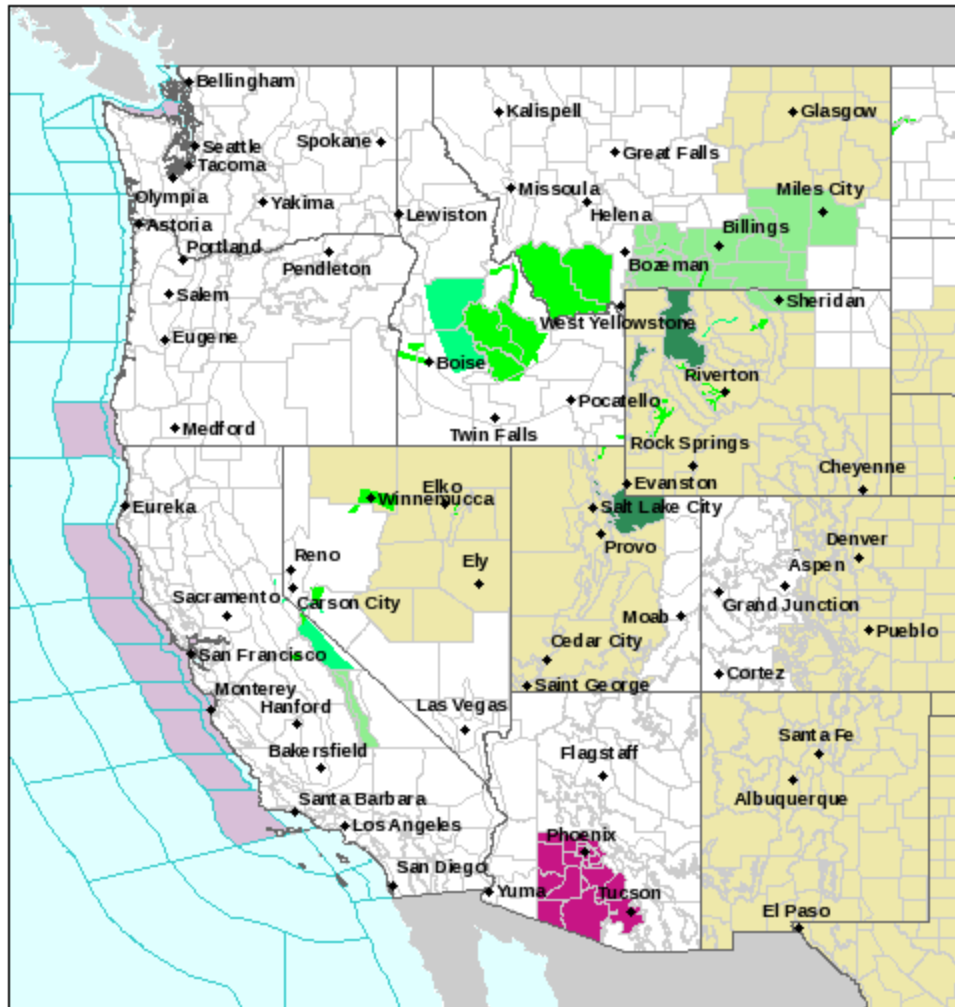 Bellingham
Kalispell
Glasgow
Seattle
Spokane
Great Falls
Tacoma
Missoula
Miles City
Olympia
Yakima
Lewiston
Helena
Astoria
Billings
Portland
Pendleton
Bozeman
Salem
Sheridan
West Yellowstone
Eugene
Boise
Riverton
Pocatello
Medford
Twin Falls
Rock Springs
Cheyenne
Elko
Evanston
Winnemucca
Eureka
Salt Lake City
Provo
Denver
Reno
Ely
Aspen
Sacramento
Carson City
Grand Junction
Moab
Pueblo
San Francisco
Cedar City
Cortez
Saint George
Monterey
Hanford
Las Vegas
Santa Fe
Bakersfield
Flagstaff
Albuquerque
Santa Barbara
Los Angeles
Phoenix
San Diego
Yuma
Tucson
El Paso